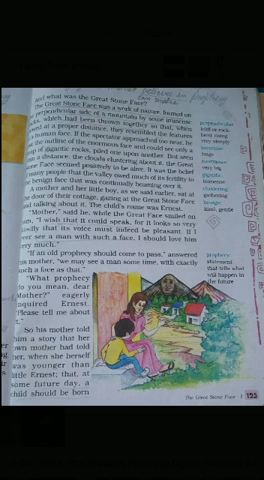 And what was the Great Stone Face?
the Great Stone Face was a work of nature, formed on
perpendicular side of a mountain by some immense
rocks, which had been thrown together so that, when
viewed at a proper distance, they resembled the features
human face. If the spectator approached too near, he
the outline of the enormous face and could see only a
heap of gigantic rocks, piled one upon another. But seen
from a distance, the clouds clustering about it, the Great
Stone Face seemed positively to be alive. It was the belief
many people that the valley owed much of its fertility to
benign face that was continually beaming over it.
A mother and her little boy, as we said earlier, sat at
door of their cottage, gazing at the Great Stone Face
and talking about it. The child's name was Ernest.
"Mother," said he, while the Great Face smiled on
"I wish that it could speak, for it looks so very
kindly that its voice must indeed be pleasant. If I
ever see a man with such a face, I should love him
very much."
"If an old prophecy should come to pass," answered
his mother, "we may see a man some time, with exactly
such a face as that."
"What prophecy
do you mean, dear
Mother?" eagerly
inquired Ernest.
"Please tell me about
it."
So his mother told
him a story that her
own mother had told
her, when she herself
was younger than
little Ernest; that, at
some future day, a
child should be born
perpendicular
cliff or rock
very steeply
immense
huge
very big
gigantic
immense
clustering
gathering
benign
kind, gentle
prophecy
statement
that tells what
will happen in
the future
The Great Stone Face - I 135